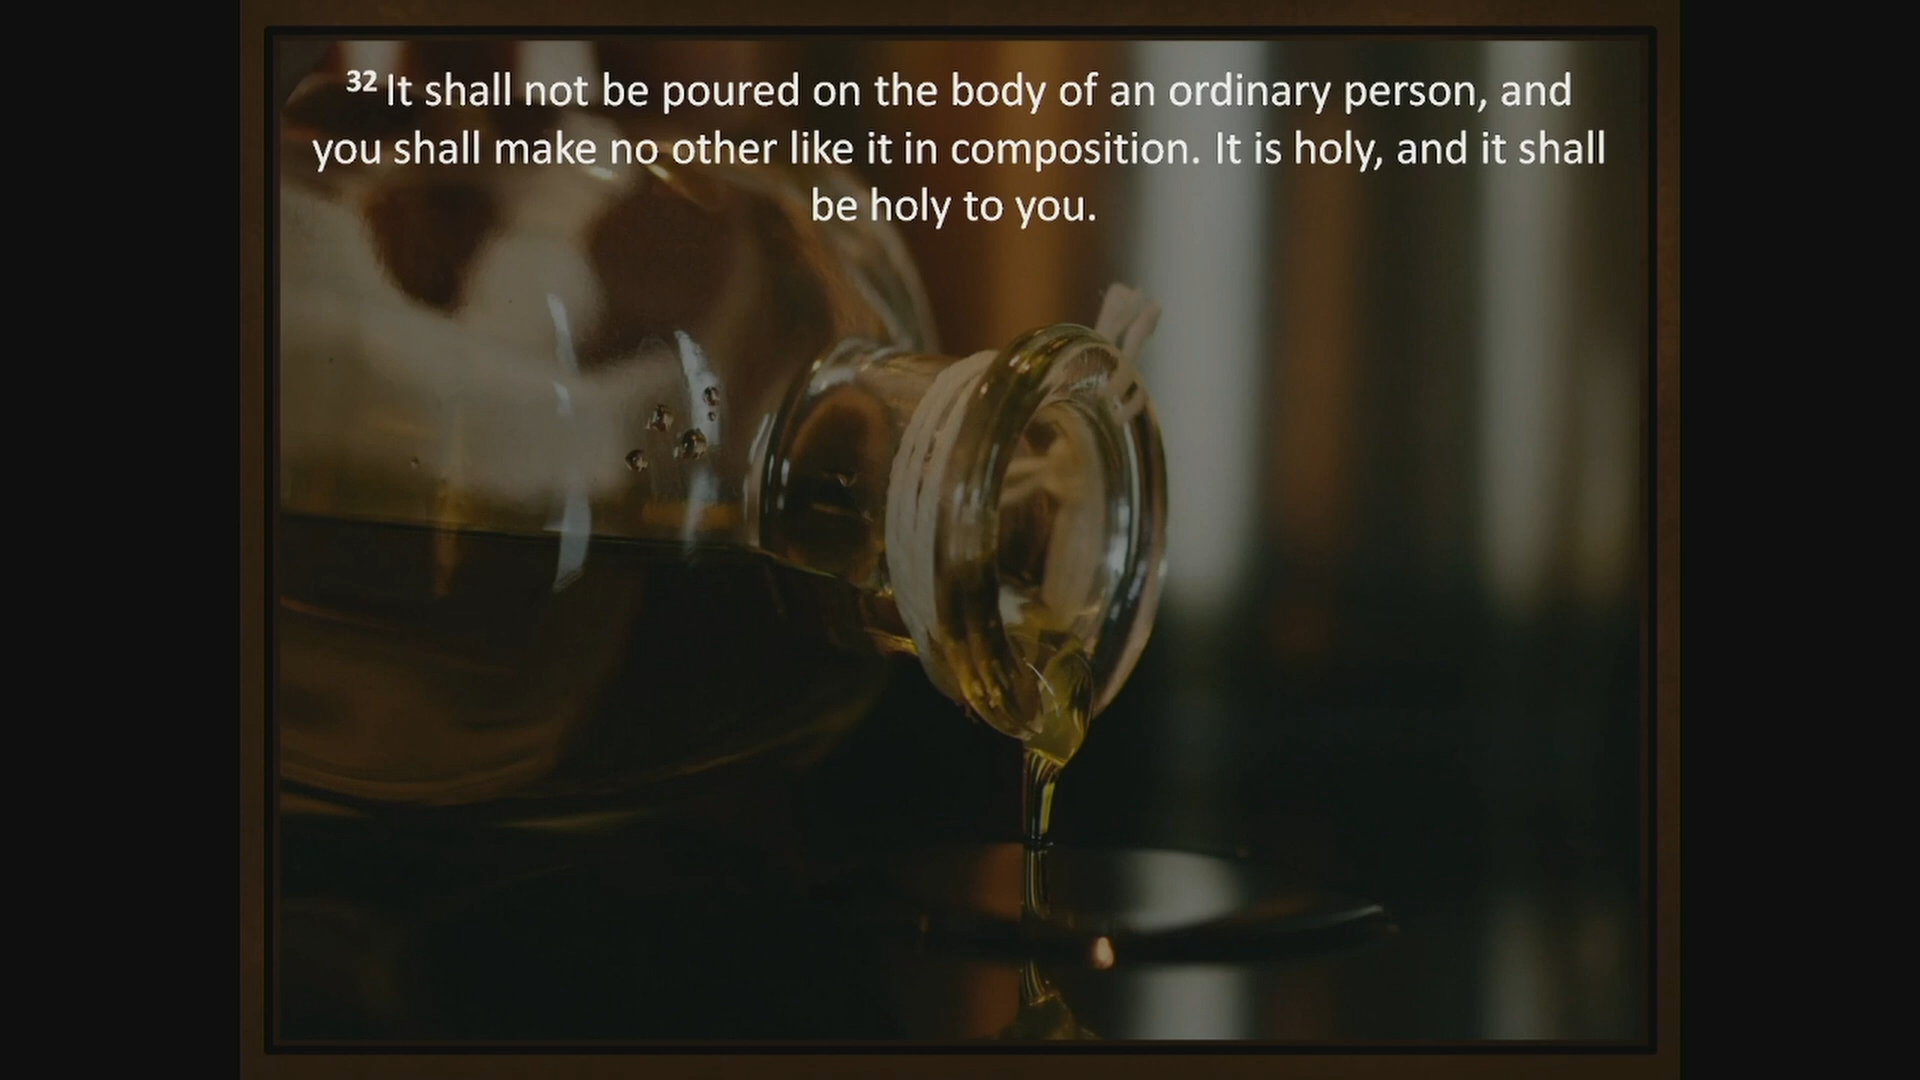 32 It shall not be poured on the body of an ordinary person, and
you shall make no other like it in composition. It is holy, and it shall
be holy to you.